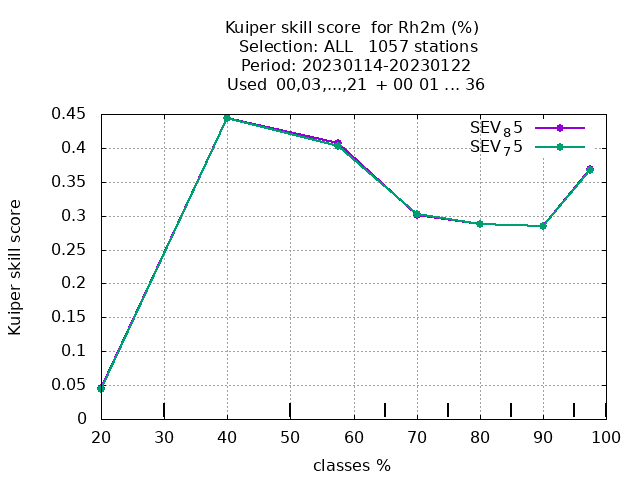 Kuiper skill score  for Rh2m (%)
Selection: ALL   1057 stations
Period: 20230114-20230122
Used  00,03,...,21  + 00 01 ... 36
0.45
0.4
0.35
0.3
0.25
0.2
0.15
0.1
0.05
0
Kuiper skill score
SEV₈5
SEV₇5
20 30 40 50 60 70 80 90 100
classes %